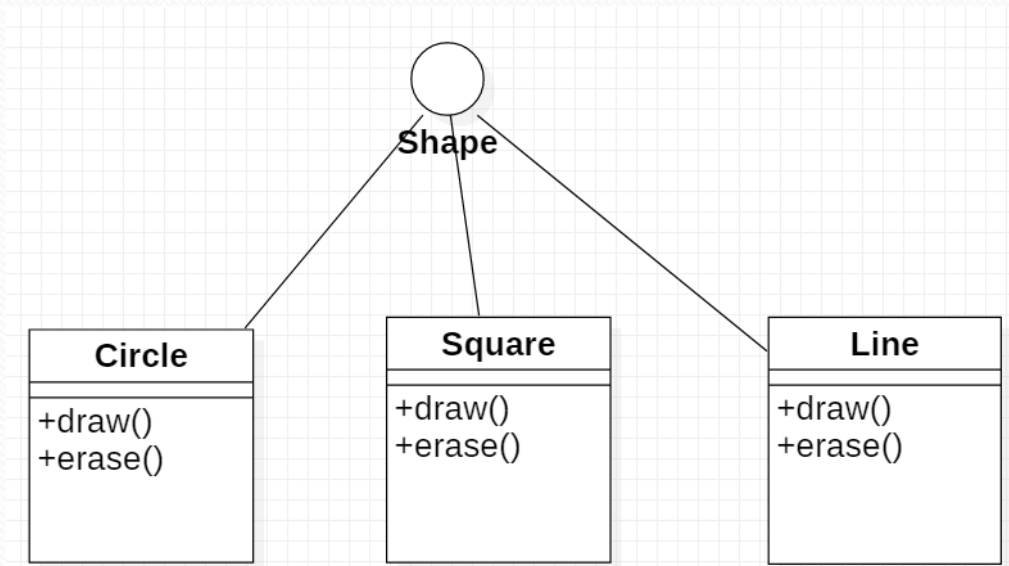 Shape
Circle
+draw()
+erase()
Square
+draw()
+erase()
Line
+draw()
+erase()